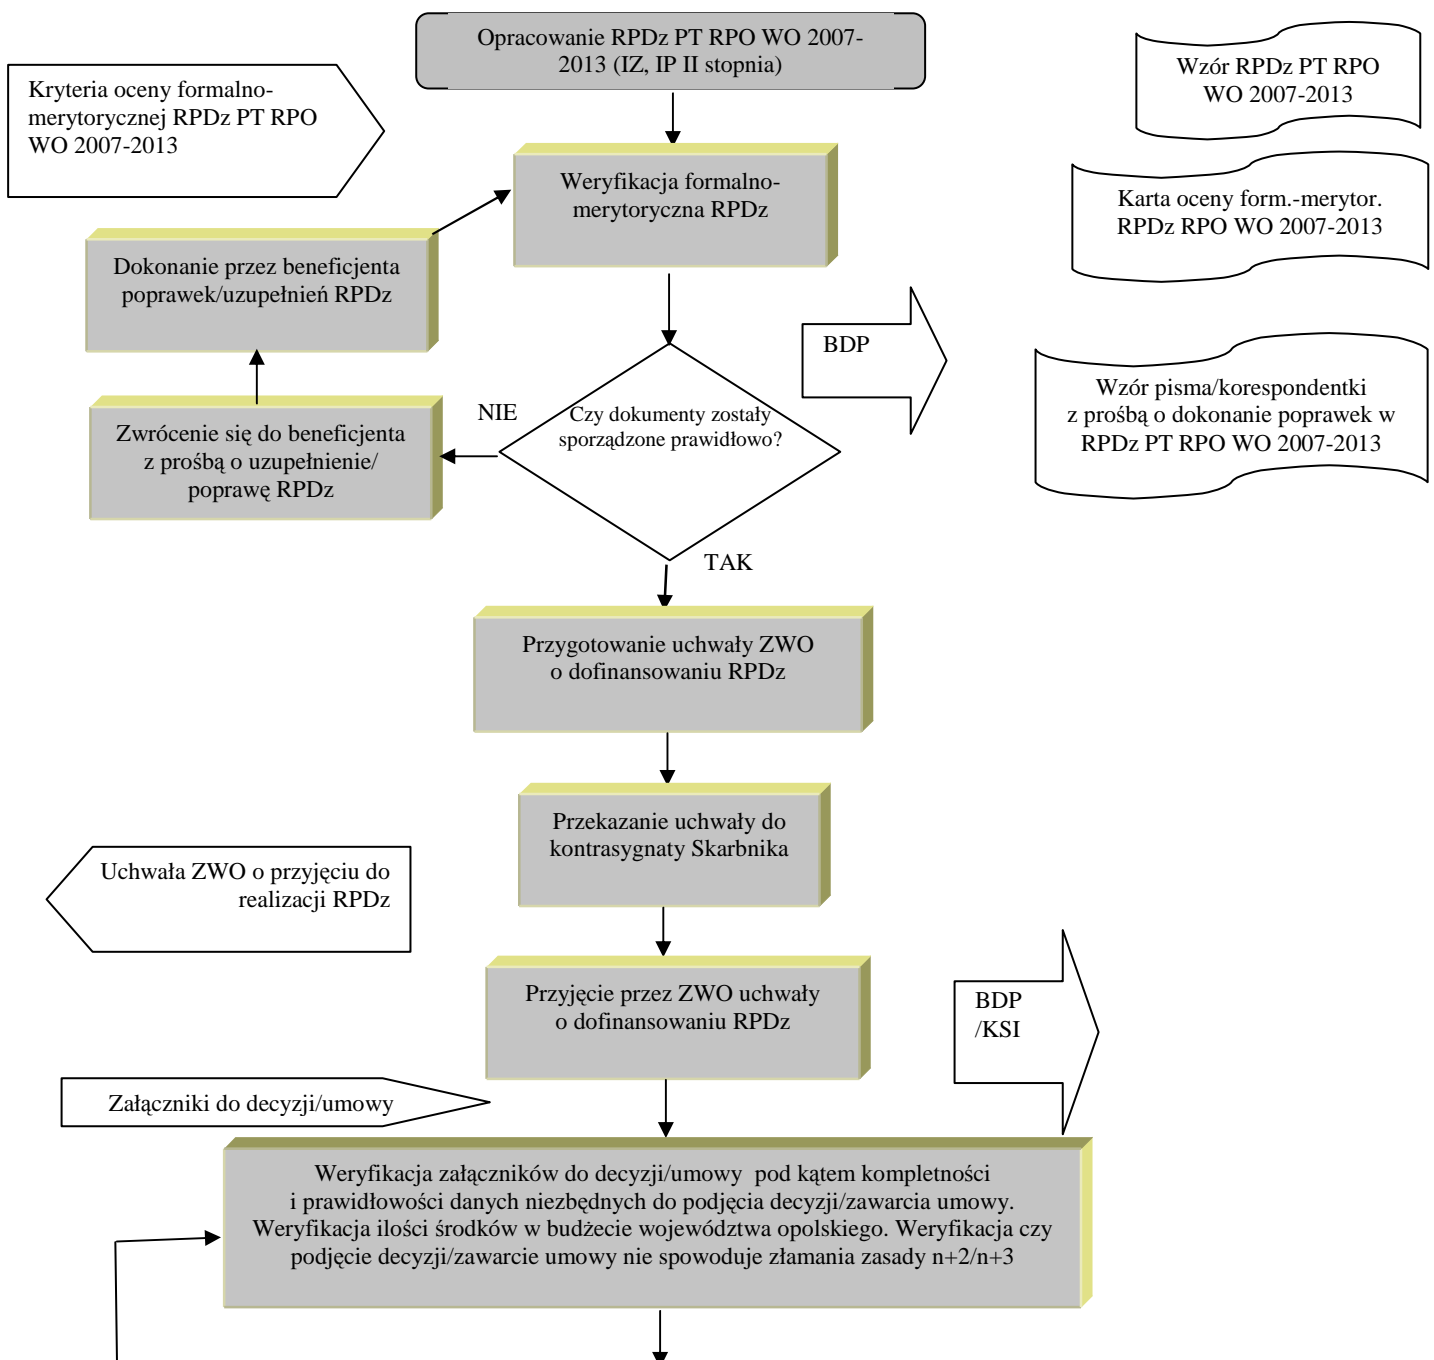 Opracowanie RPDz PT RPO WO 2007-
2013 (IZ, IP II stopnia)
Wzór RPDz PT RPO
WO 2007-2013
Kryteria oceny formalno-
merytorycznej RPDz PT RPO
WO 2007-2013
Weryfikacja formalno-
merytoryczna RPDz
Karta oceny form.-merytor.
RPDz RPO WO 2007-2013
Dokonanie przez beneficjenta
poprawek/uzupełnień RPDz
BDP
Wzór pisma/korespondentki
z prośbą o dokonanie poprawek w
RPDz PT RPO WO 2007-2013
NIE
Czy dokumenty zostały
sporządzone prawidłowo?
Zwrócenie się do beneficjenta
z prośbą o uzupełnienie/
poprawę RPDz
TAK
Przygotowanie uchwały ZWO
o dofinansowaniu RPDz
Przekazanie uchwały do
kontrasygnaty Skarbnika
Uchwała ZWO o przyjęciu do
realizacji RPDz
Przyjęcie przez ZWO uchwały
o dofinansowaniu RPDz
BDP
/KSI
Załączniki do decyzji/umowy
Weryfikacja załączników do decyzji/umowy pod kątem kompletności
i prawidłowości danych niezbędnych do podjęcia decyzji/zawarcia umowy.
Weryfikacja ilości środków w budżecie województwa opolskiego. Weryfikacja czy
podjęcie decyzji/zawarcie umowy nie spowoduje złamania zasady n+2/n+3